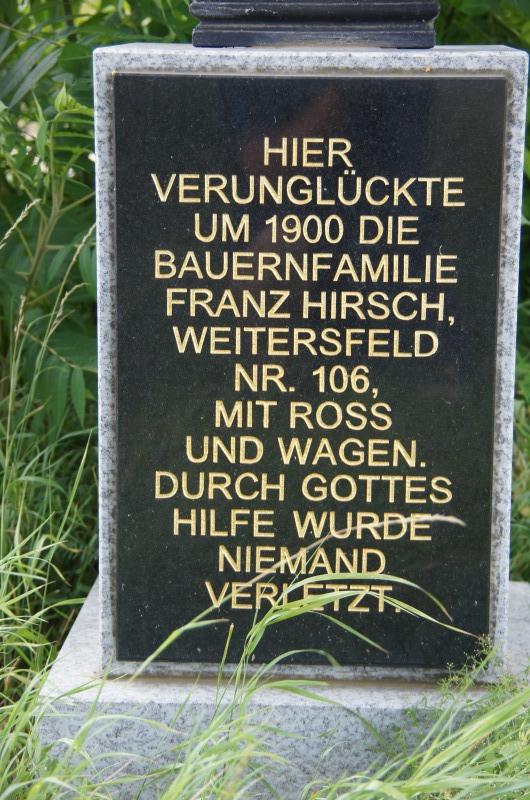 HIER
VERUNGLÜCKTE
UM 1900 DIE
BAUERNFAMILIE
FRANZ HIRSCH,
WEITERSFELD
NR. 106,
MIT ROSS
UND WAGEN.
DURCH GOTTES
HILFE WURDE
NIEMAND
VERLETZT.